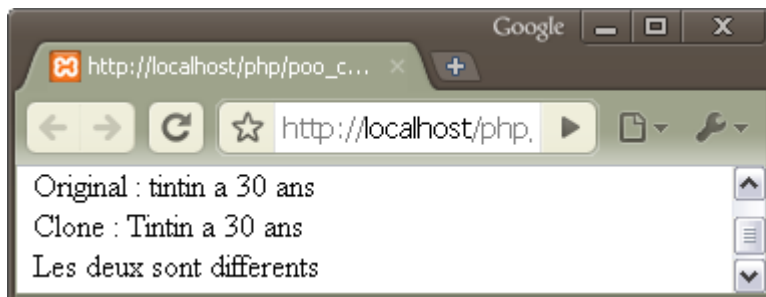 Google
http://localhost/php/poo_c...
http://localhost/php,
Original : tintin a 30 ans
Clone : Tintin a 30 ans
Les deux sont differents